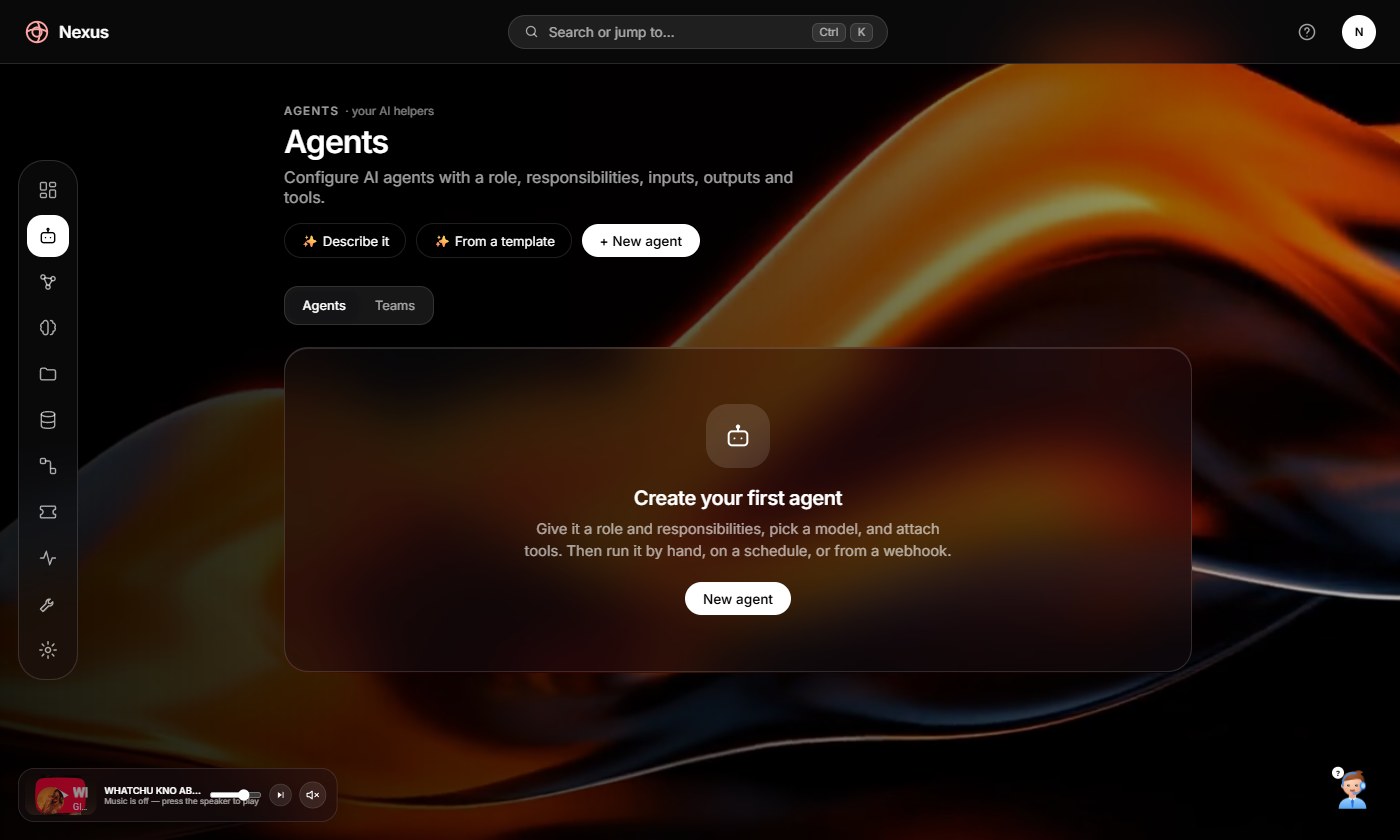 Nexus
Search or jump to...
Ctrl
K
?
N
AGENTS · your AI helpers
Agents
Configure AI agents with a role, responsibilities, inputs, outputs and
tools.
✨ Describe it
✨ From a template
+ New agent
Agents
Teams
Create your first agent
Give it a role and responsibilities, pick a model, and attach
tools. Then run it by hand, on a schedule, or from a webhook.
New agent
WI
GI...
WHATCHU KNO AB...
Music is off — press the speaker to play
?